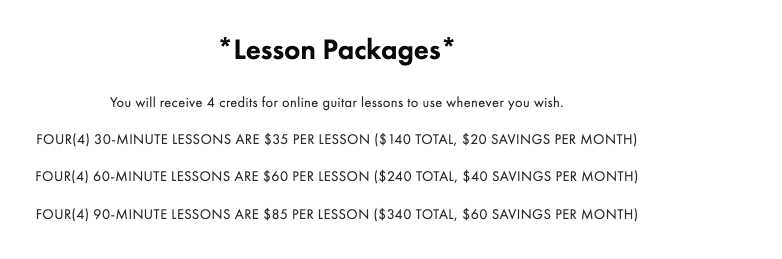 *Lesson Packages*
You will receive 4 credits for online guitar lessons to use whenever you wish.
FOUR(4) 30-MINUTE LESSONS ARE $35 PER LESSON ($140 TOTAL, $20 SAVINGS PER MONTH)
FOUR(4) 60-MINUTE LESSONS ARE $60 PER LESSON ($240 TOTAL, $40 SAVINGS PER MONTH)
FOUR(4) 90-MINUTE LESSONS ARE $85 PER LESSON ($340 TOTAL, $60 SAVINGS PER MONTH)